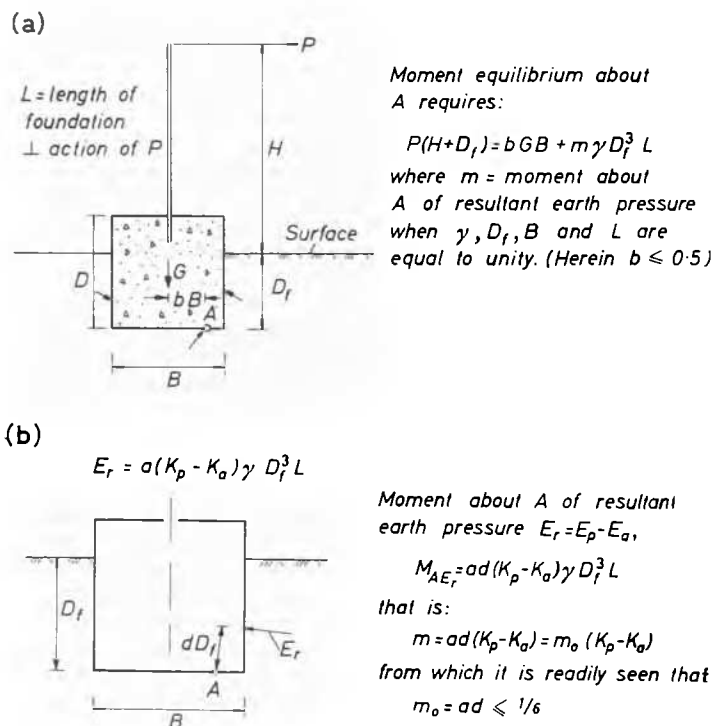 (a)
P
L = length of
foundation
⊥ action of P
H
Surface
D
G
bB
A
D_f
B
Moment equilibrium about
A requires:
P(H+D_f) = bGB + mγD_f^3 L
where m = moment about
A of resultant earth pressure
when γ, D_f, B and L are
equal to unity. (Herein b ⩽ 0·5)
(b)
E_r = a(K_p - K_a)γ D_f^3 L
D_f
dD_f
E_r
A
B
Moment about A of resultant
earth pressure E_r = E_p - E_a,
M_{AE_r} = ad(K_p - K_a)γ D_f^3 L
that is:
m = ad(K_p - K_a) = m_o (K_p - K_a)
from which it is readily seen that
m_o = ad ⩽ 1/6